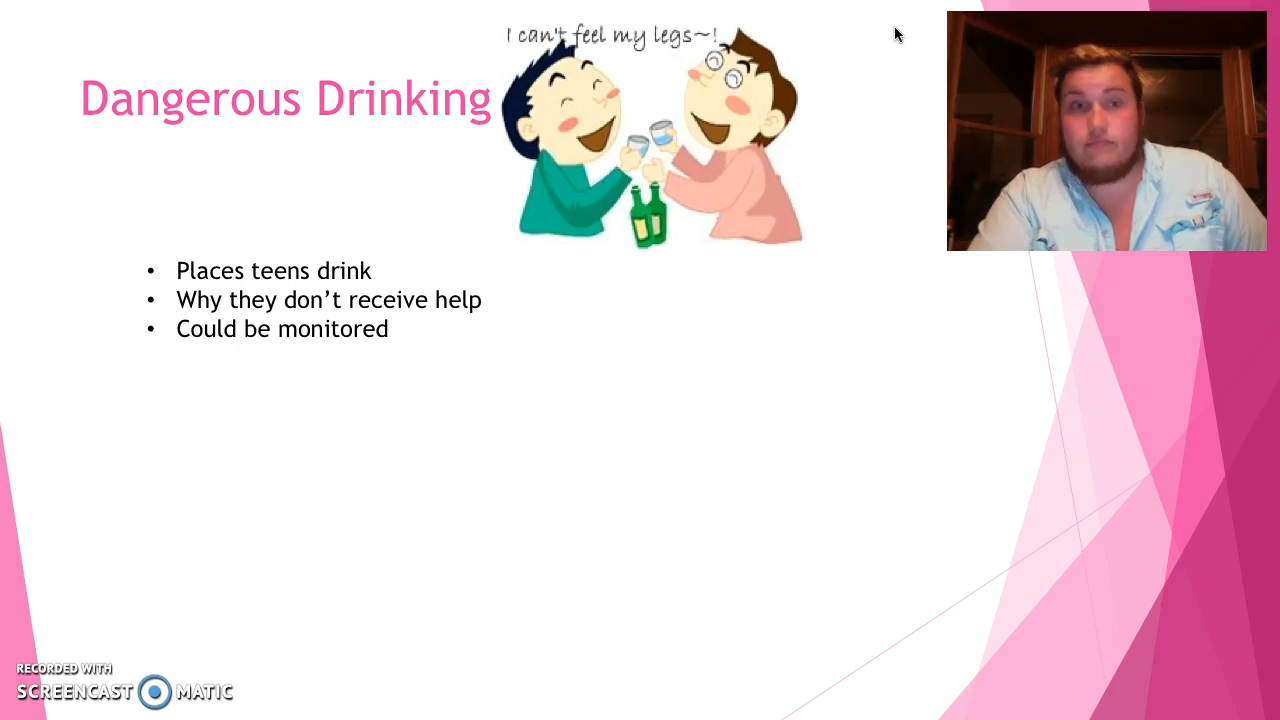 I can't feel my legs~!
Dangerous Drinking
• Places teens drink
• Why they don’t receive help
• Could be monitored
RECORDED WITH
SCREENCAST MATIC